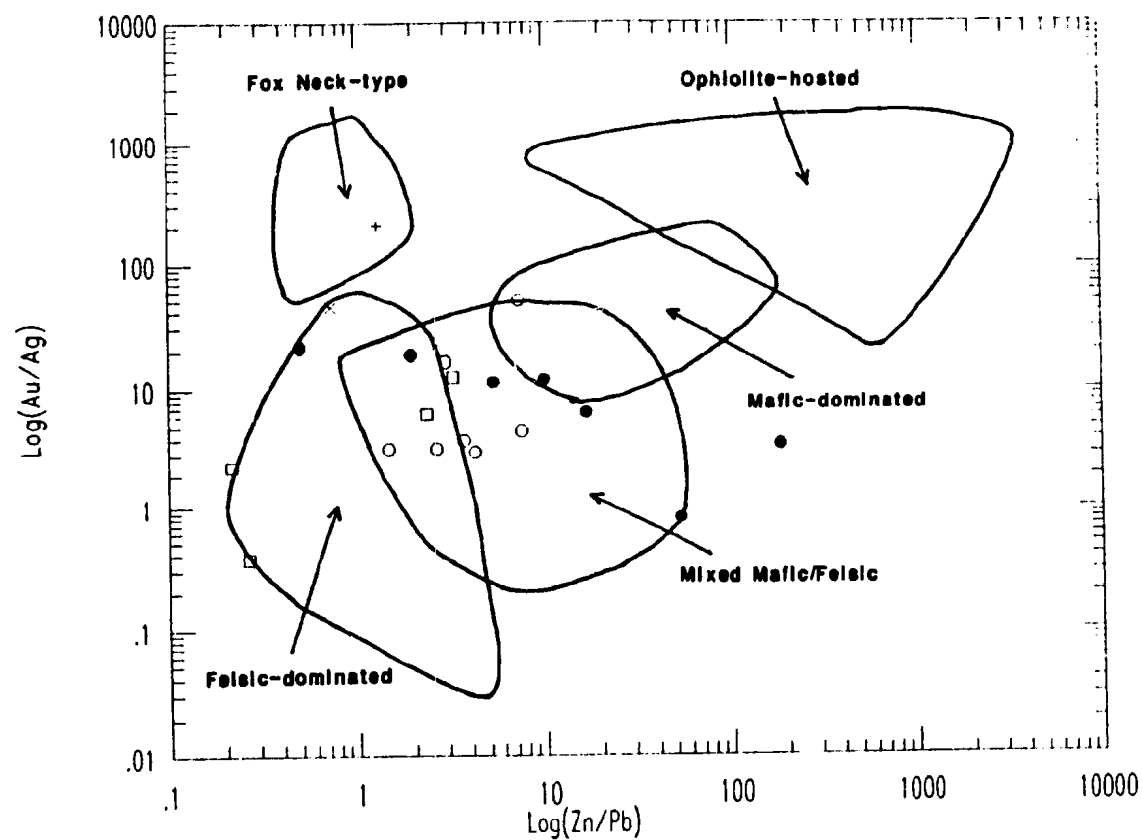 10000
Fox Neck-type
Ophiolite-hosted
1000
100
Log(Au/Ag)
10
Mafic-dominated
1
Mixed Mafic/Felsic
.1
Felsic-dominated
.01
.1
1
10
100
1000
10000
Log(Zn/Pb)